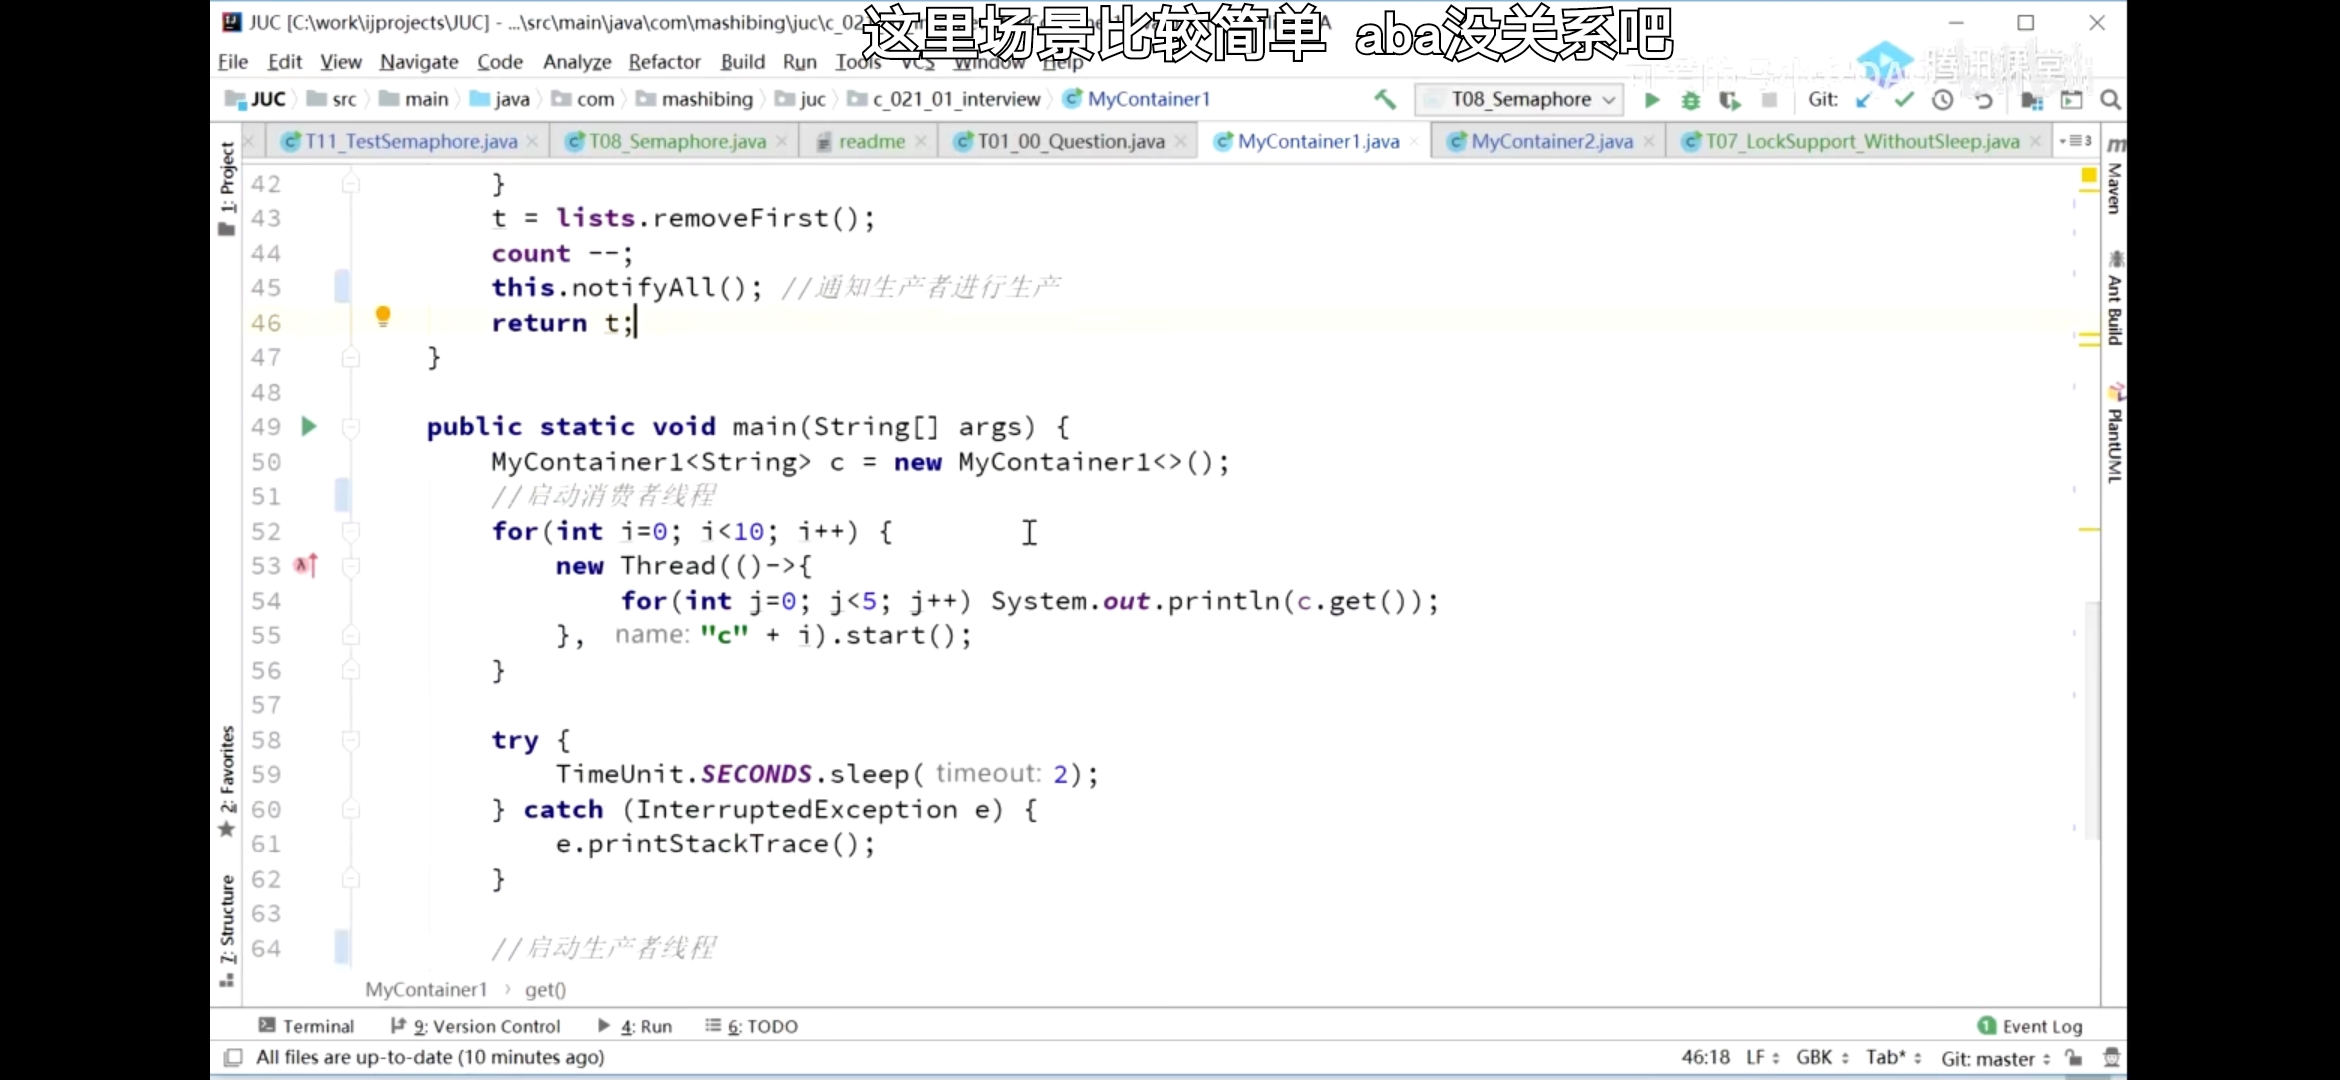 JUC [C:\work\ijprojects\JUC] - ...\src\main\java\com\mashibing\juc\c_02
这里场景比较简单 aba没关系吧
File Edit View Navigate Code Analyze Refactor Build Run Tools VCS Window Help
腾讯课堂
JUC src main java com mashibing juc c_021_01_interview MyContainer1 T08_Semaphore Git:
T11_TestSemaphore.java T08_Semaphore.java readme T01_00_Question.java MyContainer1.java MyContainer2.java T07_LockSupport_WithoutSleep.java 3
1: Project
2: Favorites
7: Structure
Maven
Ant Build
PlantUML
42 }
43 t = lists.removeFirst();
44 count --;
45 this.notifyAll(); //通知生产者进行生产
46 return t;
47 }
48
49 public static void main(String[] args) {
50 MyContainer1<String> c = new MyContainer1<>();
51 //启动消费者线程
52 for(int i=0; i<10; i++) {
53 new Thread(()->{
54 for(int j=0; j<5; j++) System.out.println(c.get());
55 }, name: "c" + i).start();
56 }
57
58 try {
59 TimeUnit.SECONDS.sleep( timeout: 2);
60 } catch (InterruptedException e) {
61 e.printStackTrace();
62 }
63
64 //启动生产者线程
MyContainer1 › get()
Terminal 9: Version Control 4: Run 6: TODO 1 Event Log
All files are up-to-date (10 minutes ago) 46:18 LF GBK Tab* Git: master